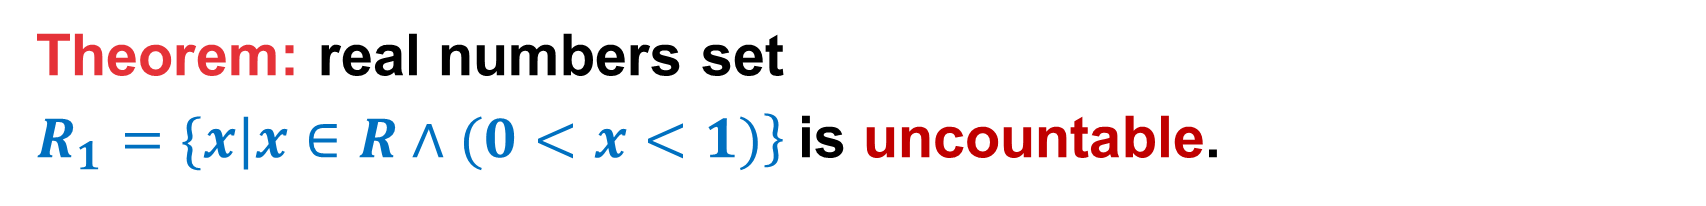 Theorem: real numbers set
R₁ = {x|x ∈ R ∧ (0 < x < 1)} is uncountable.